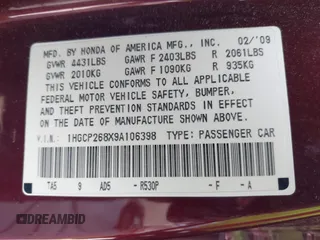 MFD. BY HONDA OF AMERICA MFG., INC. 02/'09
GVWR 4431LBS GAWR F 2403LBS R 2061LBS
GVWR 2010KG GAWR F 1090KG R 935KG
THIS VEHICLE CONFORMS TO ALL APPLICABLE
FEDERAL MOTOR VEHICLE SAFETY, BUMPER,
AND THEFT PREVENTION STANDARDS IN EFFECT
ON THE DATE OF MANUFACTURE SHOWN ABOVE.
V.I.N.: 1HGCP268X9A106398 TYPE: PASSENGER CAR
TA5 9 AD5 - R530P - F - A
DREAMBID